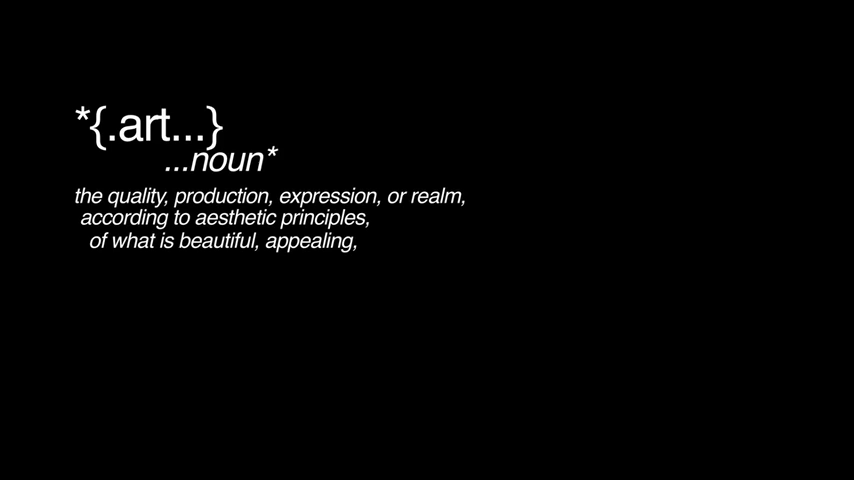 *{.art...}
...noun*
the quality, production, expression, or realm,
according to aesthetic principles,
of what is beautiful, appealing,